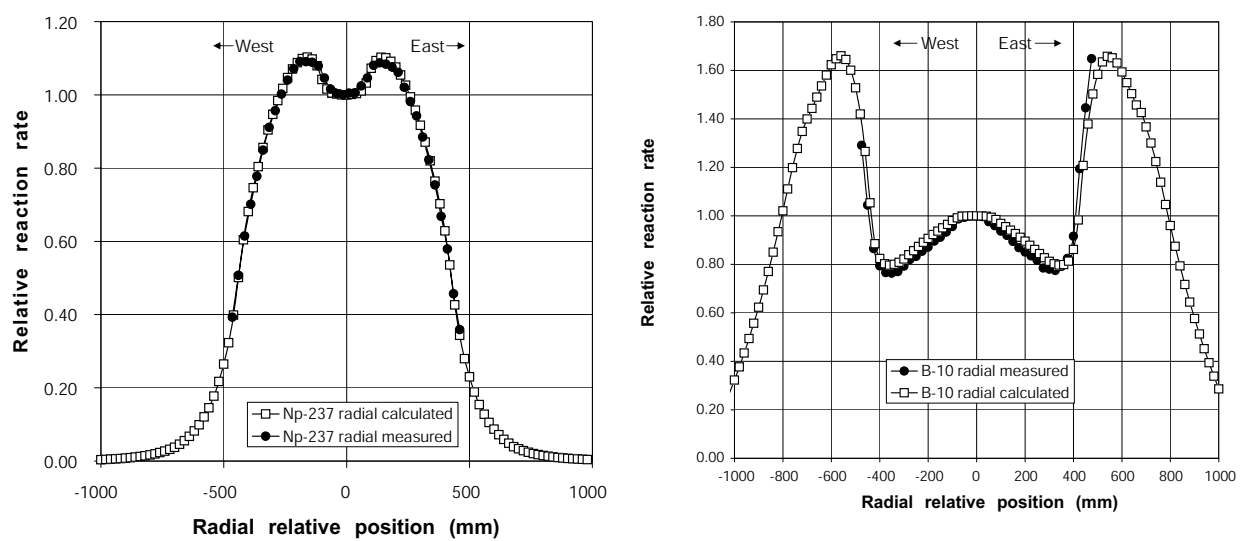 1.20
1.00
0.80
0.60
0.40
0.20
0.00
Relative reaction rate
West
East
Np-237 radial calculated
Np-237 radial measured
-1000
-500
0
500
1000
Radial relative position (mm)
1.80
1.60
1.40
1.20
1.00
0.80
0.60
0.40
0.20
0.00
Relative reaction rate
West
East
B-10 radial measured
B-10 radial calculated
-1000 -800 -600 -400 -200 0 200 400 600 800 1000
Radial relative position (mm)